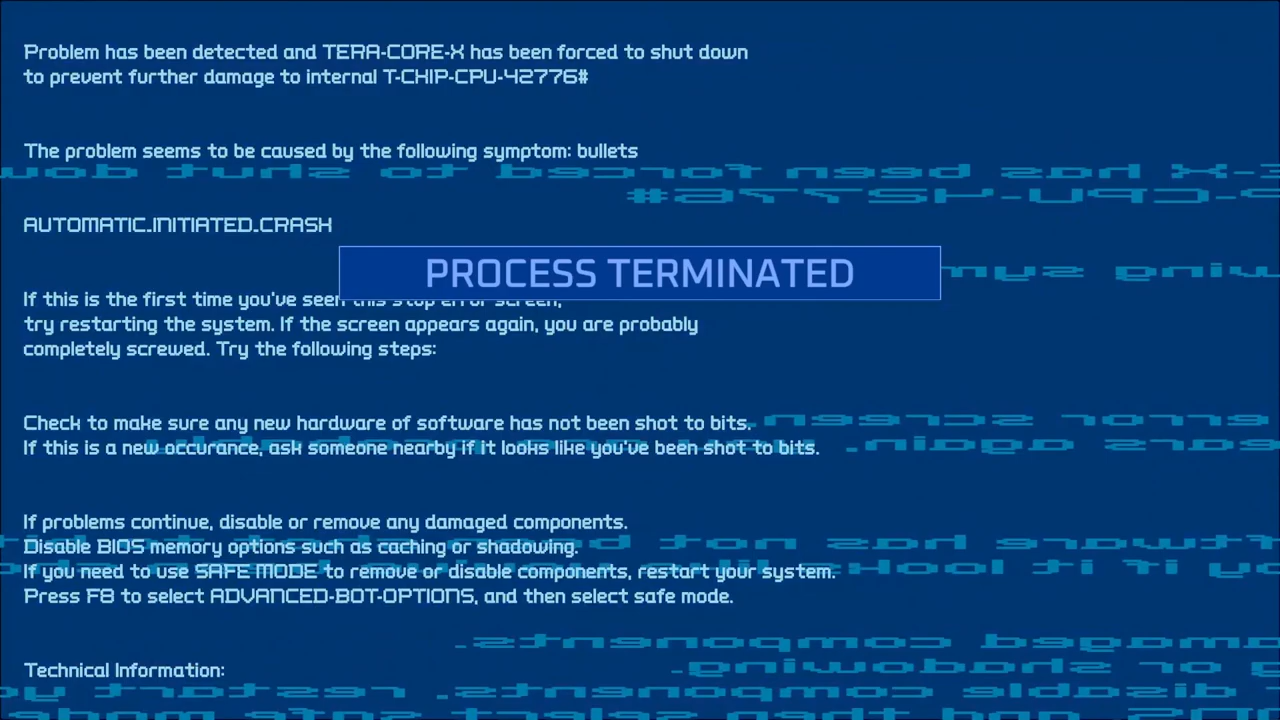 Problem has been detected and TERA-CORE-X has been forced to shut down
to prevent further damage to internal T-CHIP-CPU-42776#
The problem seems to be caused by the following symptom: bullets
AUTOMATIC_INITIATED_CRASH
PROCESS TERMINATED
If this is the first time you've seen this stop error screen,
try restarting the system. If the screen appears again, you are probably
completely screwed. Try the following steps:
Check to make sure any new hardware of software has not been shot to bits.
If this is a new occurance, ask someone nearby if it looks like you've been shot to bits.
If problems continue, disable or remove any damaged components.
Disable BIOS memory options such as caching or shadowing.
If you need to use SAFE MODE to remove or disable components, restart your system.
Press F8 to select ADVANCED-BOT-OPTIONS, and then select safe mode.
Technical Information: